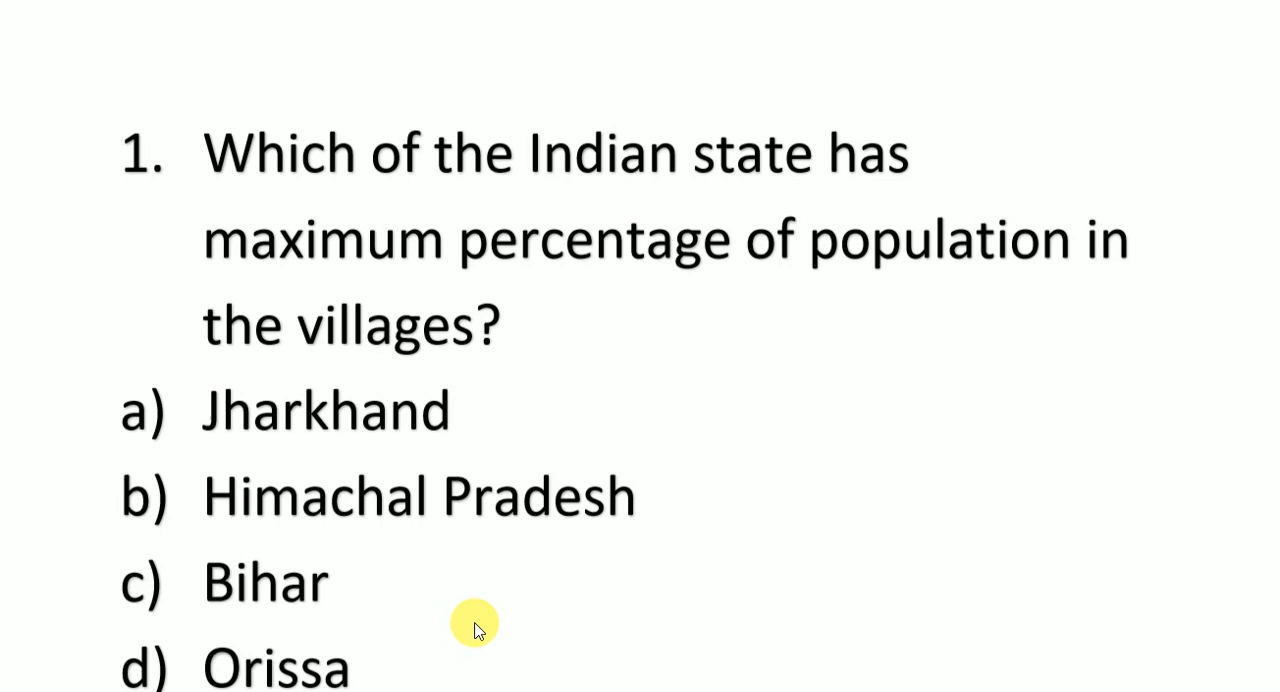 1. Which of the Indian state has
maximum percentage of population in
the villages?
a) Jharkhand
b) Himachal Pradesh
c) Bihar
d) Orissa